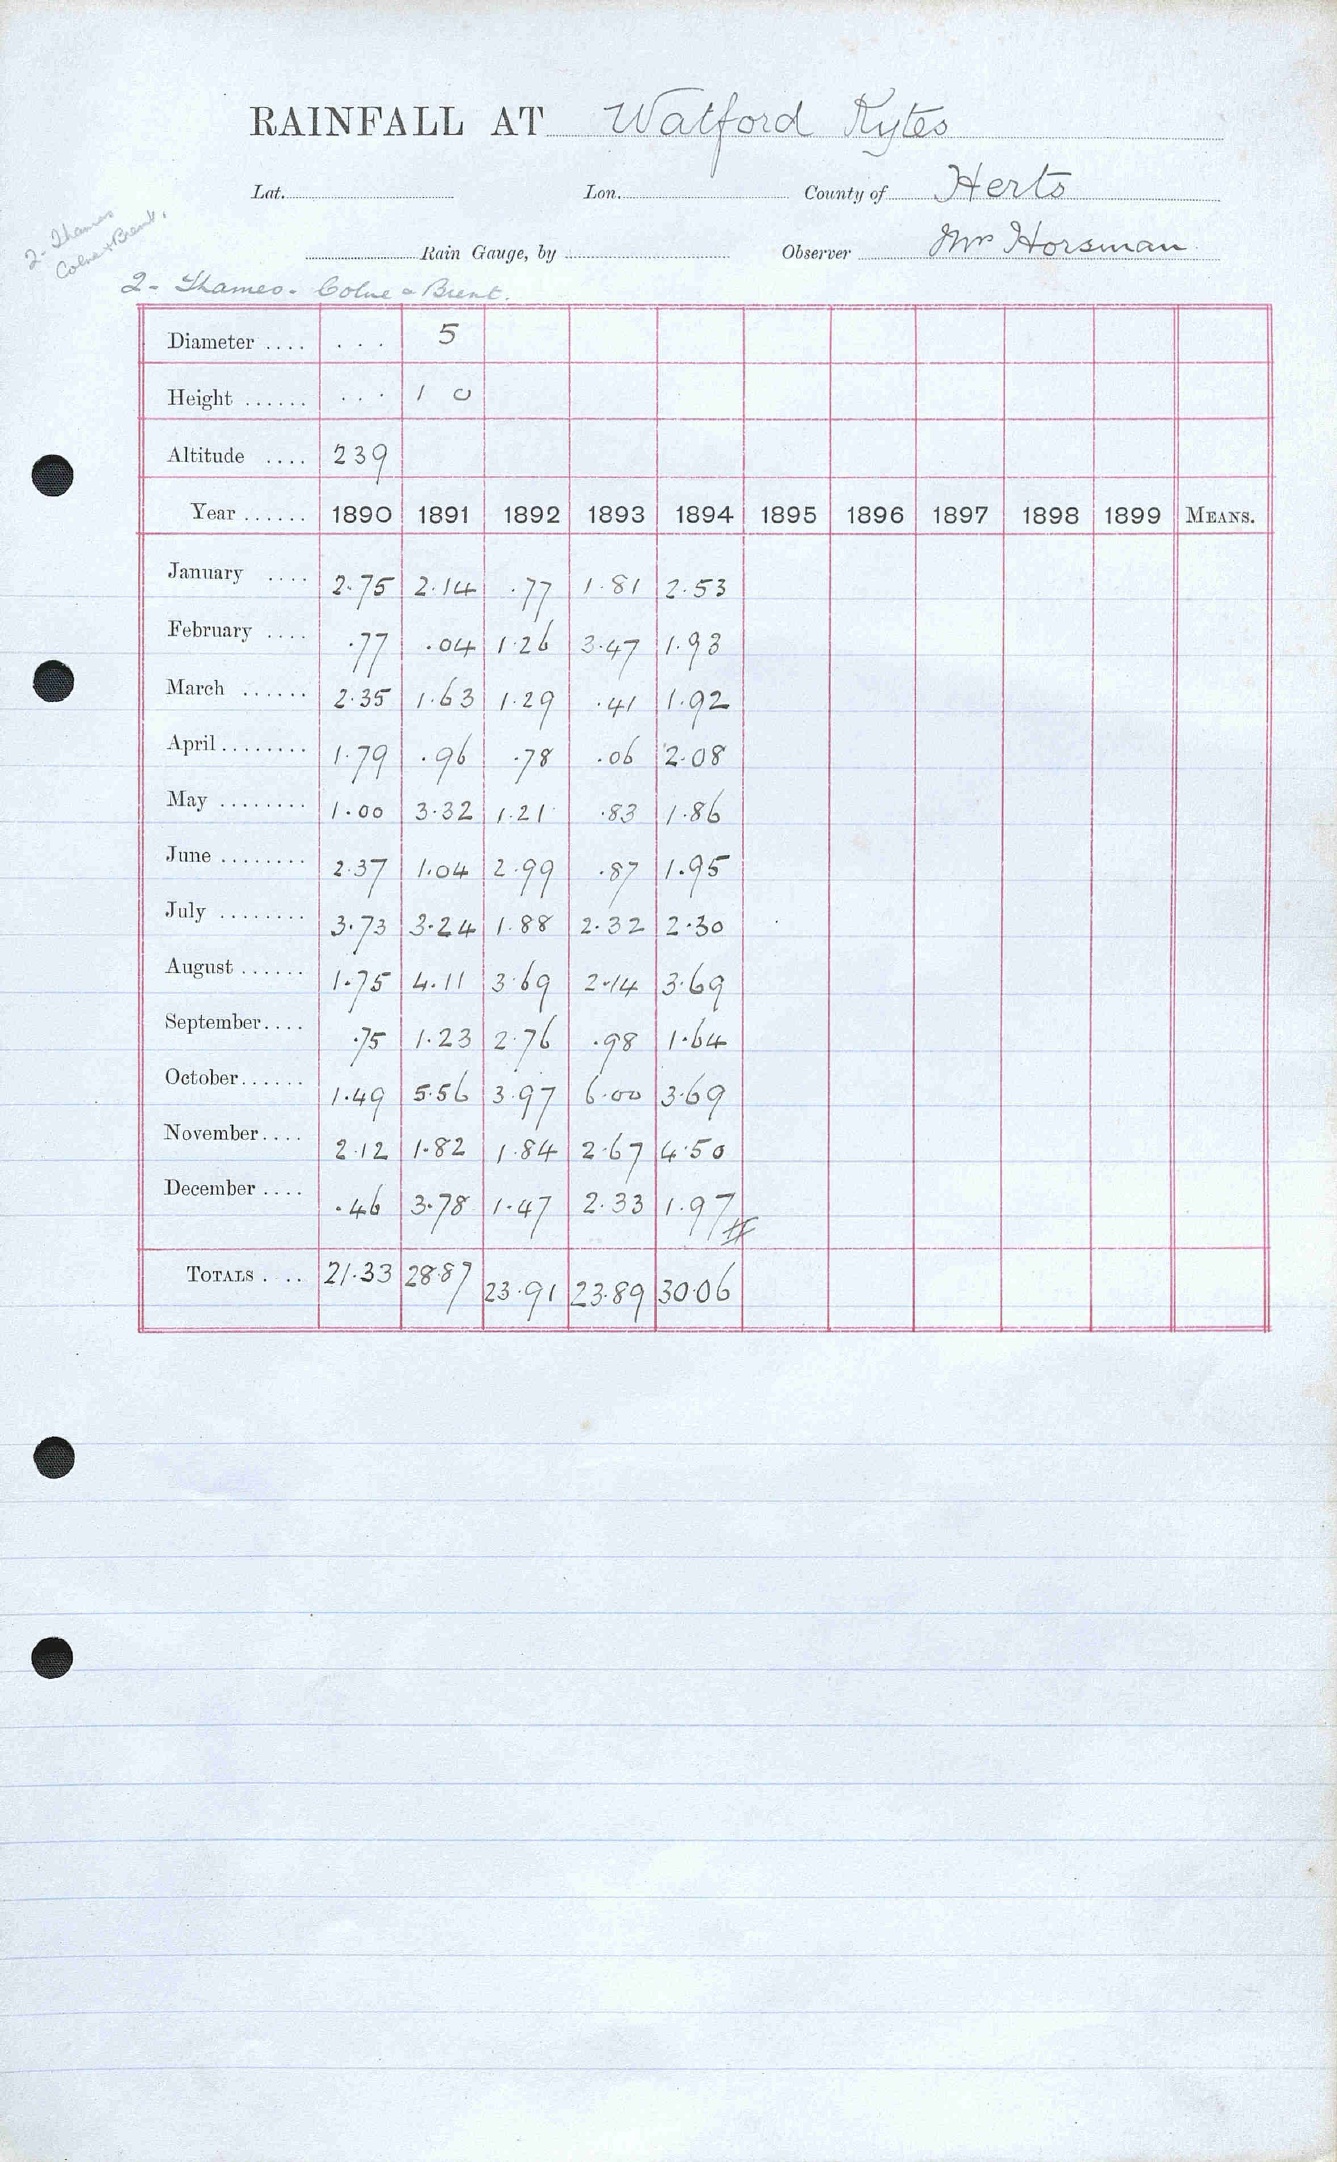 RAINFALL AT Watford Kytes
Lat. Lon. County of Herts
Rain Gauge, by Observer Mr Horsman
2- Thames
Colne & Brent.
2- Thames- Colne & Brent.
Diameter .... ... 5
Height ...... ... 1 0
Altitude .... 239
Year ...... 1890 1891 1892 1893 1894 1895 1896 1897 1898 1899 MEANS.
January .... 2.75 2.14 .77 1.81 2.53
February .... .77 .04 1.26 3.47 1.93
March ...... 2.35 1.63 1.29 .41 1.92
April ........ 1.79 .96 .78 .06 2.08
May ........ 1.00 3.32 1.21 .83 1.86
June ........ 2.37 1.04 2.99 .87 1.95
July ........ 3.73 3.24 1.88 2.32 2.30
August ...... 1.75 4.11 3.69 2.14 3.69
September.... .75 1.23 2.76 .98 1.64
October...... 1.49 5.56 3.97 6.00 3.69
November.... 2.12 1.82 1.84 2.67 4.50
December .... .46 3.78 1.47 2.33 1.97
TOTALS . .. 21.33 28.87 23.91 23.89 30.06